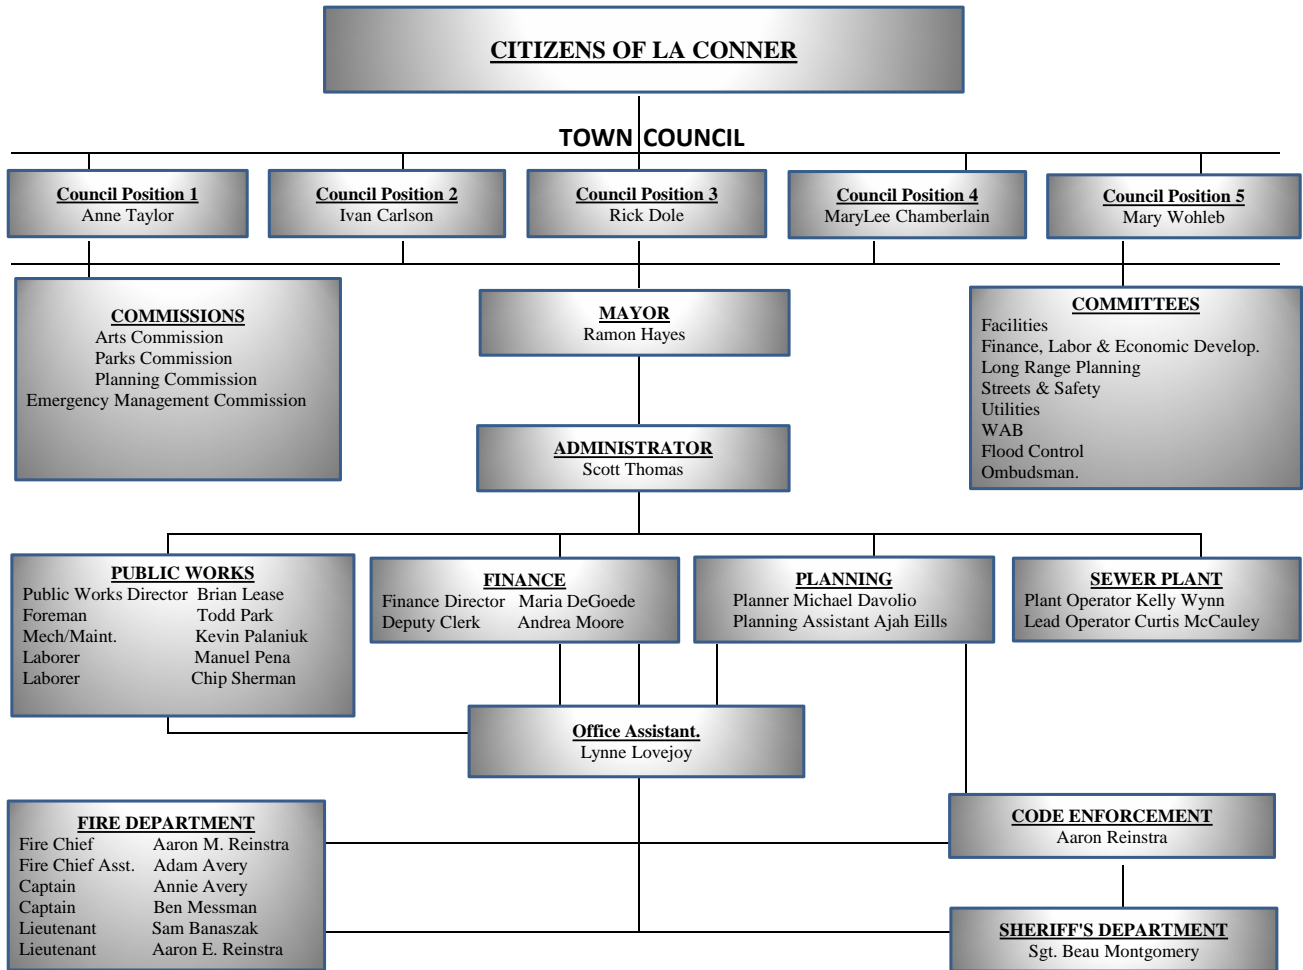 CITIZENS OF LA CONNER
TOWN COUNCIL
Council Position 1
Anne Taylor
Council Position 2
Ivan Carlson
Council Position 3
Rick Dole
Council Position 4
MaryLee Chamberlain
Council Position 5
Mary Wohleb
COMMISSIONS
Arts Commission
Parks Commission
Planning Commission
Emergency Management Commission
MAYOR
Ramon Hayes
COMMITTEES
Facilities
Finance, Labor & Economic Develop.
Long Range Planning
Streets & Safety
Utilities
WAB
Flood Control
Ombudsman.
ADMINISTRATOR
Scott Thomas
PUBLIC WORKS
Public Works Director Brian Lease
Foreman Todd Park
Mech/Maint. Kevin Palaniuk
Laborer Manuel Pena
Laborer Chip Sherman
FINANCE
Finance Director Maria DeGoede
Deputy Clerk Andrea Moore
PLANNING
Planner Michael Davolio
Planning Assistant Ajah Eills
SEWER PLANT
Plant Operator Kelly Wynn
Lead Operator Curtis McCauley
Office Assistant.
Lynne Lovejoy
FIRE DEPARTMENT
Fire Chief Aaron M. Reinstra
Fire Chief Asst. Adam Avery
Captain Annie Avery
Captain Ben Messman
Lieutenant Sam Banaszak
Lieutenant Aaron E. Reinstra
CODE ENFORCEMENT
Aaron Reinstra
SHERIFF'S DEPARTMENT
Sgt. Beau Montgomery